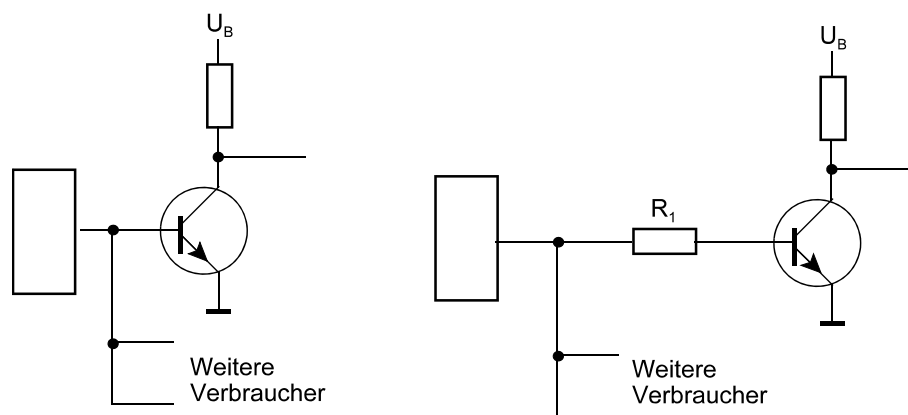 U_B
Weitere
Verbraucher
U_B
R_1
Weitere
Verbraucher